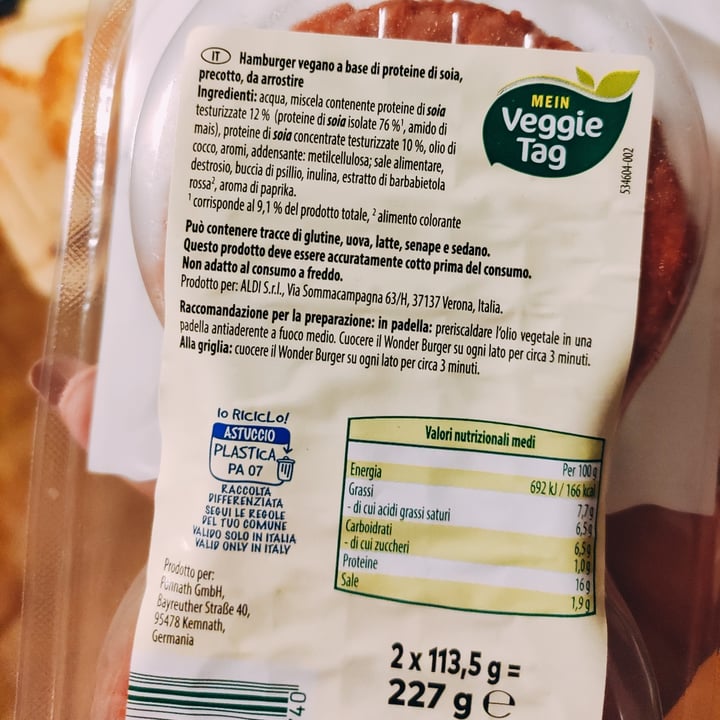 IT Hamburger vegano a base di proteine di soia,
precotto, da arrostire
Ingredienti: acqua, miscela contenente proteine di soia
testurizzate 12 % (proteine di soia isolate 76 %¹, amido di
mais), proteine di soia concentrate testurizzate 10 %, olio di
cocco, aromi, addensante: metilcellulosa; sale alimentare,
destrosio, buccia di psillio, inulina, estratto di barbabietola
rossa², aroma di paprika.
¹ corrisponde al 9,1 % del prodotto totale, ² alimento colorante
MEIN
Veggie
Tag
534604-002
Può contenere tracce di glutine, uova, latte, senape e sedano.
Questo prodotto deve essere accuratamente cotto prima del consumo.
Non adatto al consumo a freddo.
Prodotto per: ALDI S.r.l., Via Sommacampagna 63/H, 37137 Verona, Italia.
Raccomandazione per la preparazione: in padella: preriscaldare l'olio vegetale in una
padella antiaderente a fuoco medio. Cuocere il Wonder Burger su ogni lato per circa 3 minuti.
Alla griglia: cuocere il Wonder Burger su ogni lato per circa 3 minuti.
Io RICICLO!
ASTUCCIO
PLASTICA
PA 07
RACCOLTA
DIFFERENZIATA
SEGUI LE REGOLE
DEL TUO COMUNE
VALIDO SOLO IN ITALIA
VALID ONLY IN ITALY
Valori nutrizionali medi
Per 100 g
Energia 692 kJ / 166 kcal
Grassi 7,7 g
- di cui acidi grassi saturi 6,5 g
Carboidrati 6,5 g
- di cui zuccheri 1,0 g
Proteine 16 g
Sale 1,9 g
Prodotto per:
GmbH,
Bayreuther Straße 40,
95478 Kemnath,
Germania
2 x 113,5 g =
227 g e